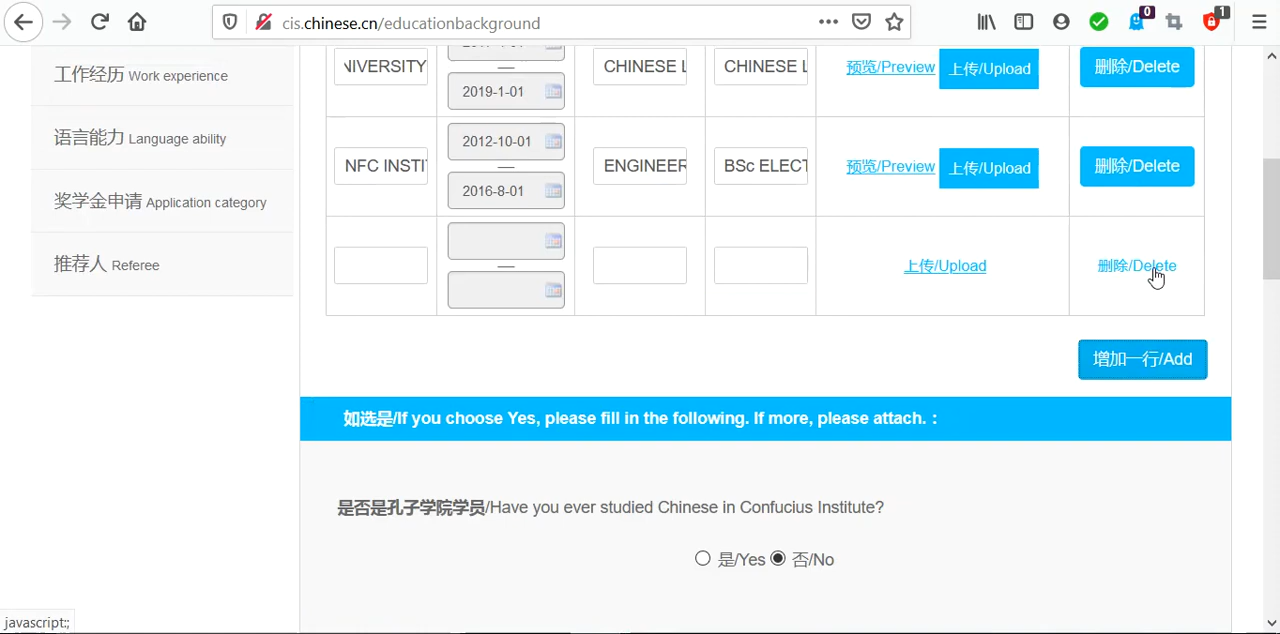 cis.chinese.cn/educationbackground
0
1
工作经历 Work experience
语言能力 Language ability
奖学金申请 Application category
推荐人 Referee
NIVERSITY
2019-1-01
CHINESE L
CHINESE L
预览/Preview
上传/Upload
删除/Delete
NFC INSTI
2012-10-01
—
2016-8-01
ENGINEER
BSc ELECT
预览/Preview
上传/Upload
删除/Delete
—
上传/Upload
删除/Delete
增加一行/Add
如选是/If you choose Yes, please fill in the following. If more, please attach.：
是否是孔子学院学员/Have you ever studied Chinese in Confucius Institute?
是/Yes 否/No
javascript:;